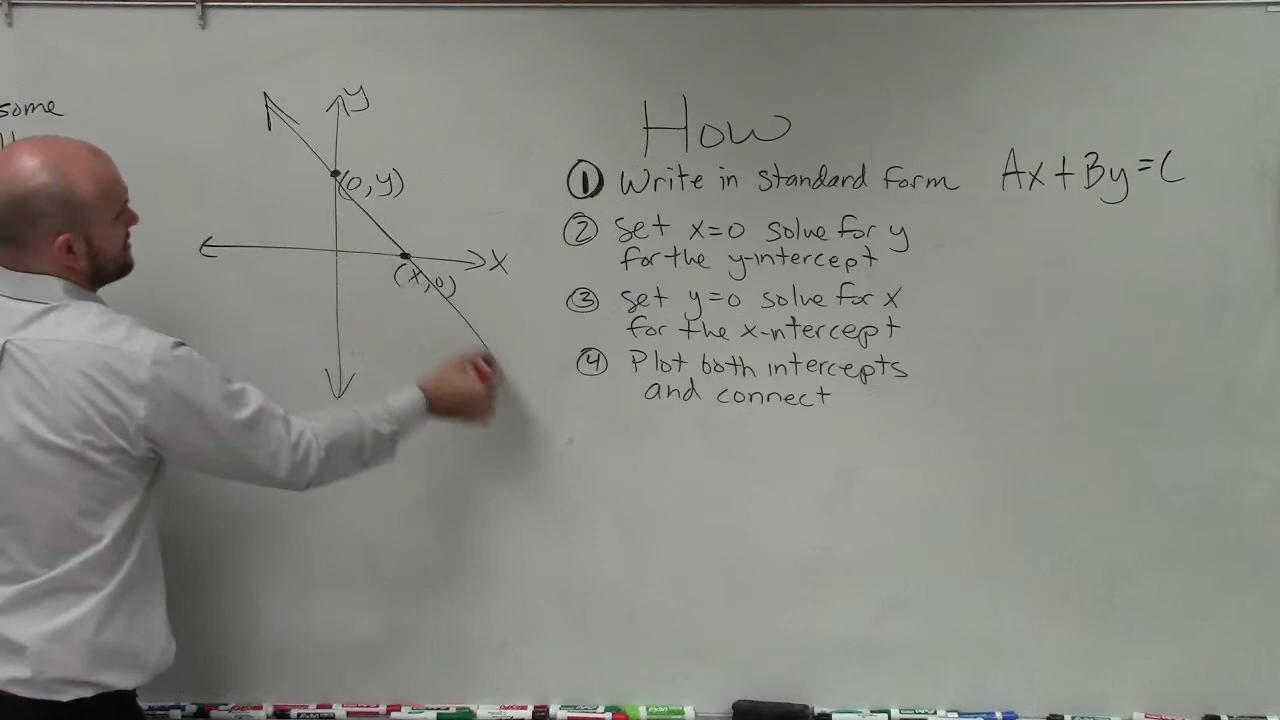 some
y
(0,y)
x
(x,0)
How
① Write in standard form Ax+By=C
② set x=0 solve for y
for the y-intercept
③ set y=0 solve for x
for the x-ntercept
④ Plot both intercepts
and connect